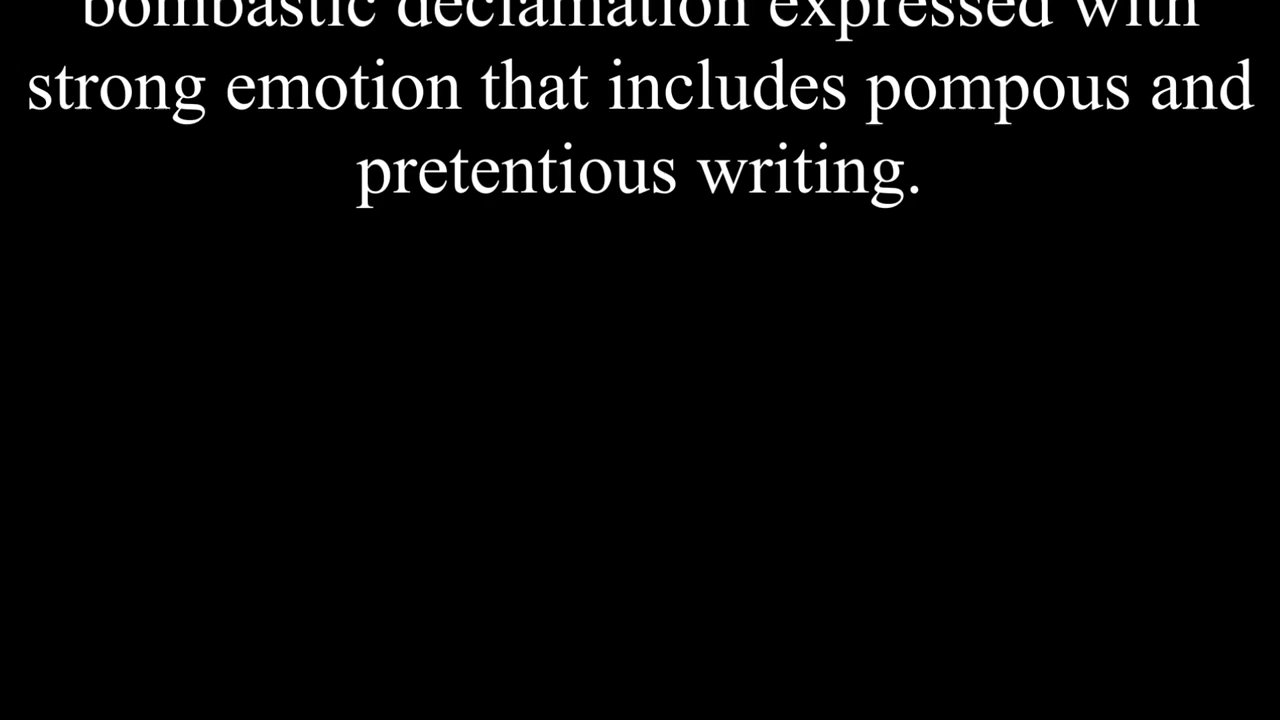 bombastic declamation expressed with
strong emotion that includes pompous and
pretentious writing.